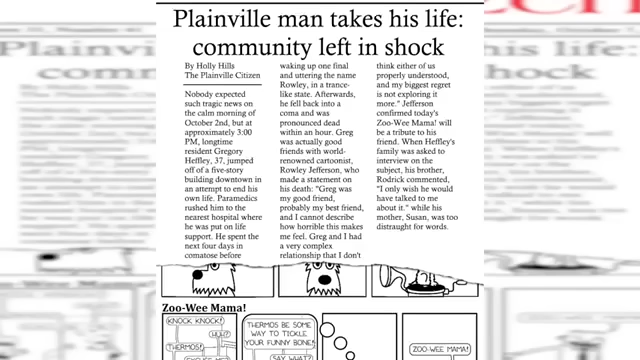 Plainville man takes his life:
community left in shock
By Holly Hills
The Plainville Citizen
Nobody expected
such tragic news on
the calm morning of
October 2nd, but at
approximately 3:00
PM, longtime
resident Gregory
Heffley, 37, jumped
off of a five-story
building downtown in
an attempt to end his
own life. Paramedics
rushed him to the
nearest hospital where
he was put on life
support. He spent the
next four days in
comatose before
waking up one final
and uttering the name
Rowley, in a trance-
like state. Afterwards,
he fell back into a
coma and was
pronounced dead
within an hour. Greg
was actually good
friends with world-
renowned cartoonist,
Rowley Jefferson, who
made a statement on
his death: "Greg was
my good friend,
probably my best friend,
and I cannot describe
how horrible this makes
me feel. Greg and I had
a very complex
relationship that I don't
think either of us
properly understood,
and my biggest regret
is not exploring it
more." Jefferson
confirmed today's
Zoo-Wee Mama! will
be a tribute to his
friend. When Heffley's
family was asked to
interview on the
subject, his brother,
Rodrick commented,
"I only wish he would
have talked to me
about it." while his
mother, Susan, was too
distraught for words.
Zoo-Wee Mama!
KNOCK KNOCK!
HUH?
THERMOS!
THERMOS BE SOME
WAY TO TICKLE
YOUR FUNNY BONE!
SAY WHAT?
ZOO-WEE MAMA!